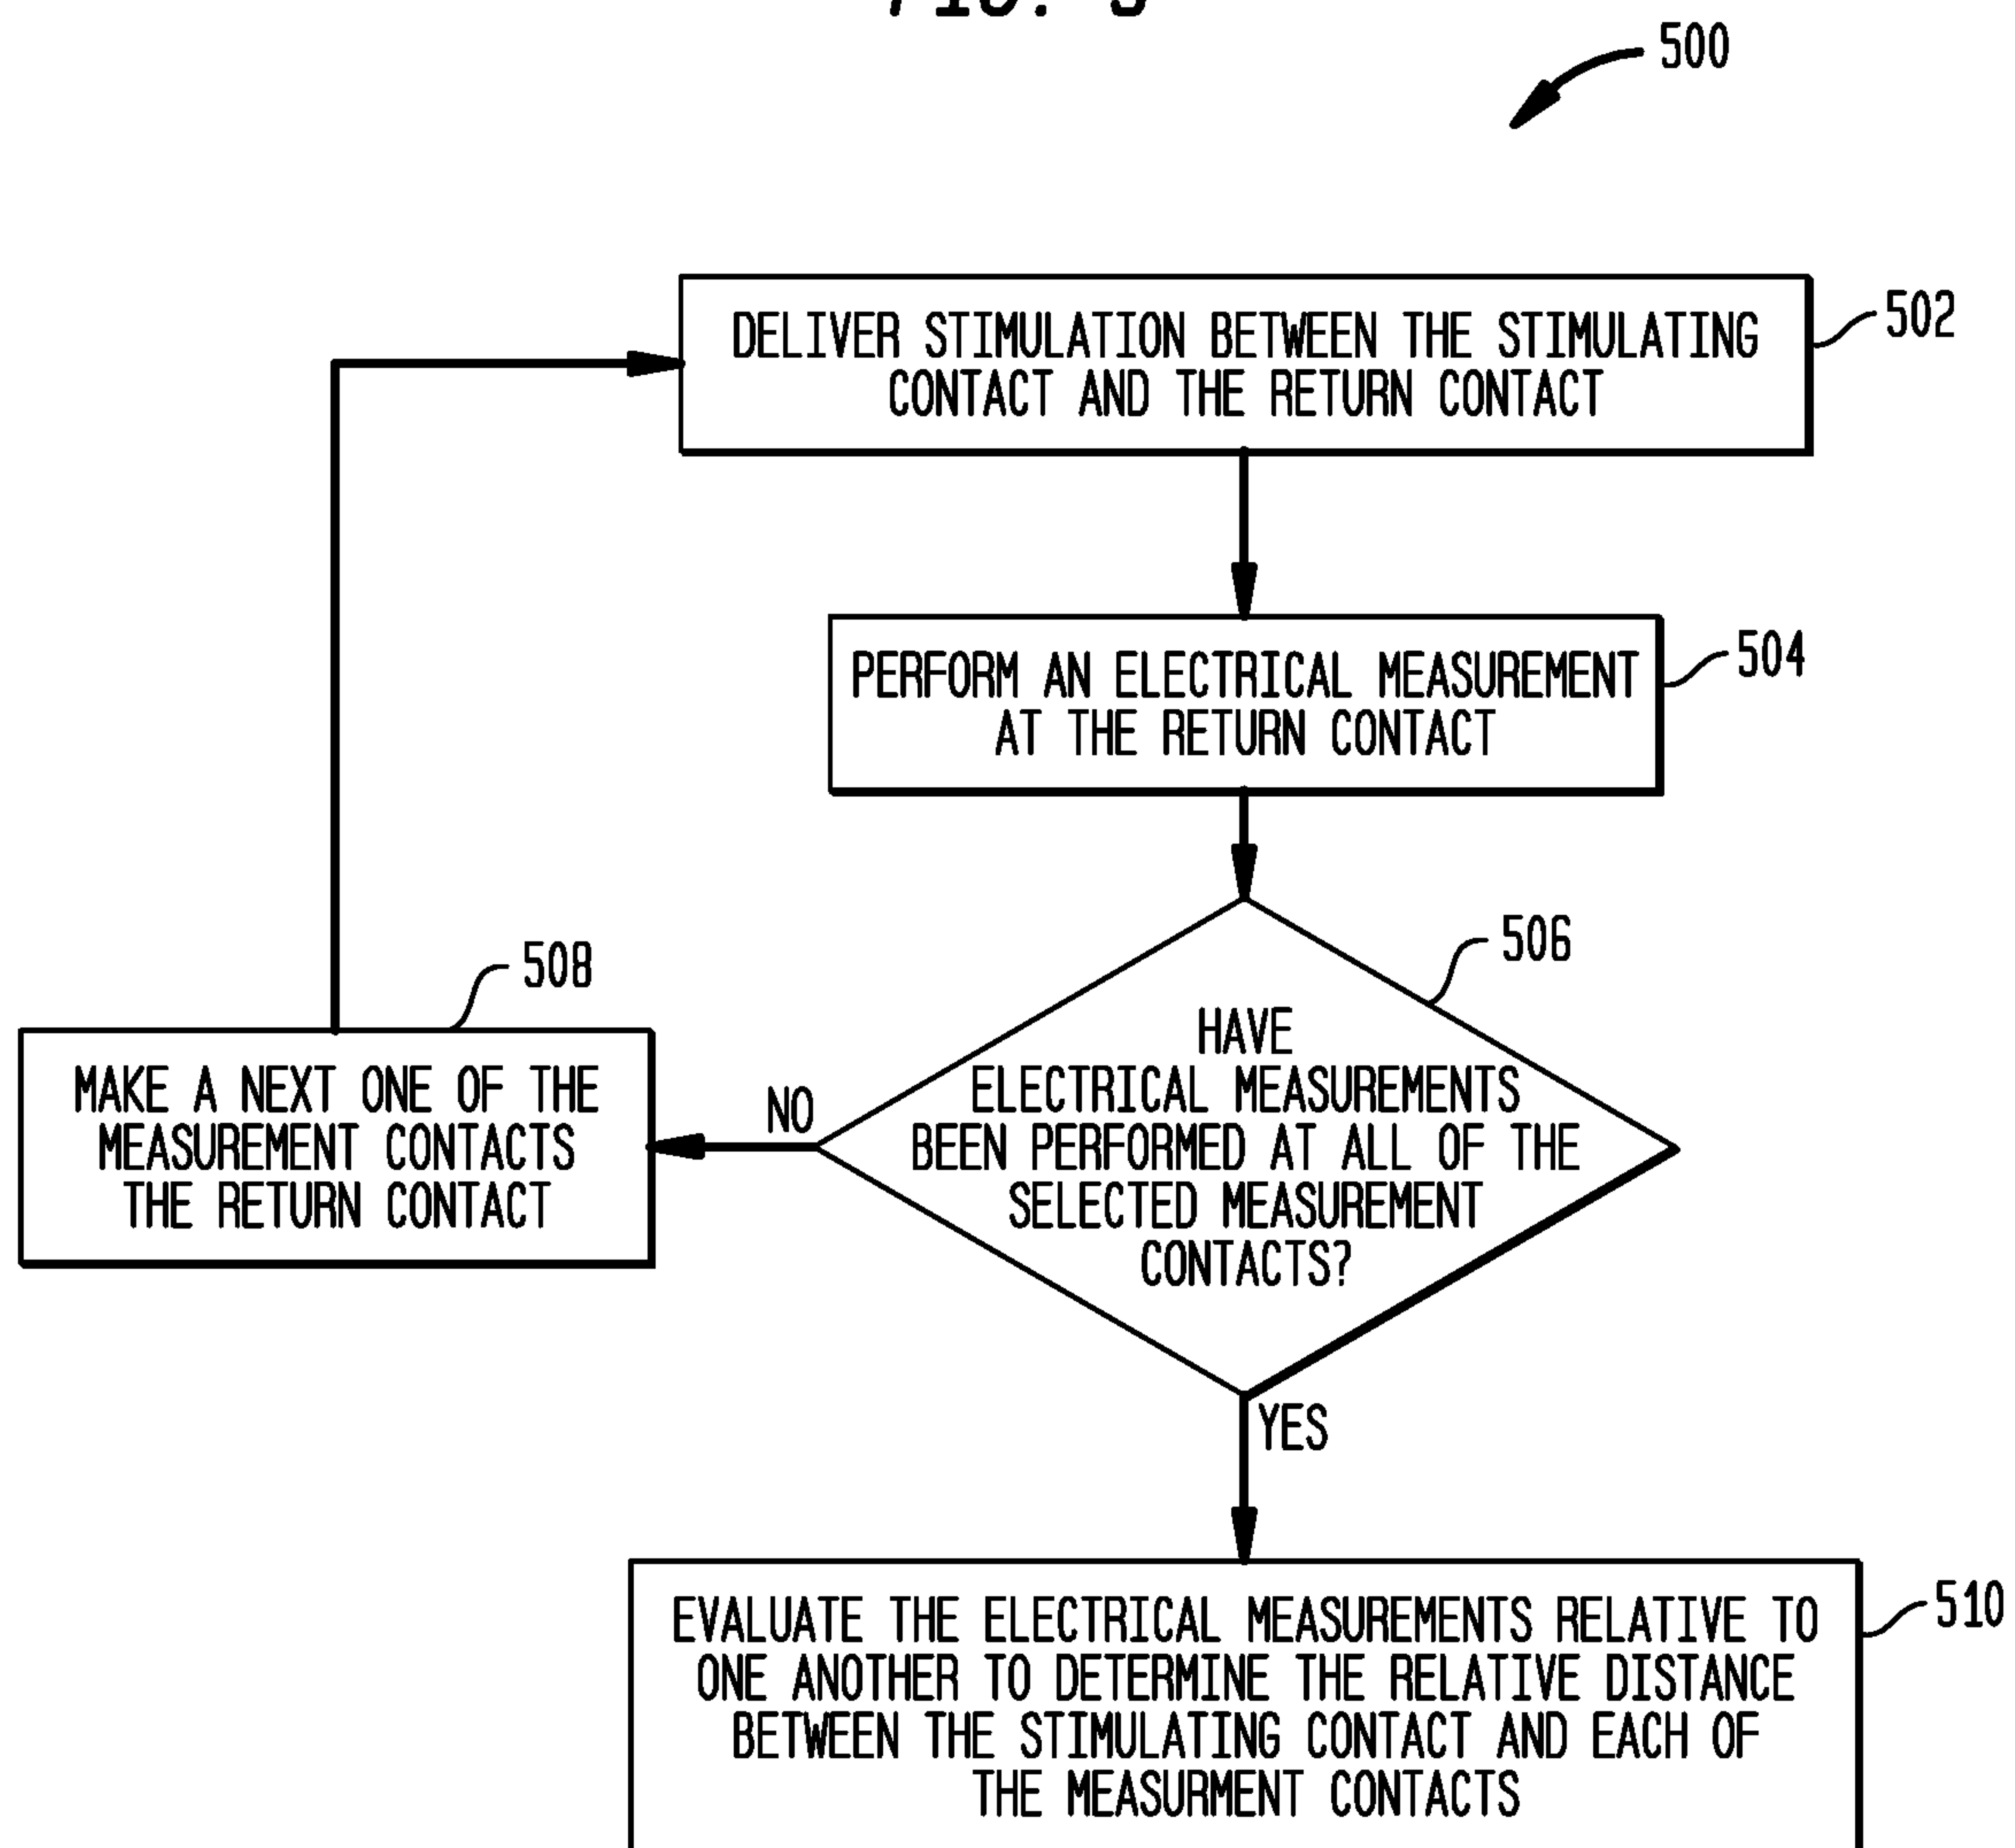 500
DELIVER STIMULATION BETWEEN THE STIMULATING
CONTACT AND THE RETURN CONTACT
502
PERFORM AN ELECTRICAL MEASUREMENT
AT THE RETURN CONTACT
504
506
HAVE
ELECTRICAL MEASUREMENTS
BEEN PERFORMED AT ALL OF THE
SELECTED MEASUREMENT
CONTACTS?
NO
508
MAKE A NEXT ONE OF THE
MEASUREMENT CONTACTS
THE RETURN CONTACT
YES
EVALUATE THE ELECTRICAL MEASUREMENTS RELATIVE TO
ONE ANOTHER TO DETERMINE THE RELATIVE DISTANCE
BETWEEN THE STIMULATING CONTACT AND EACH OF
THE MEASURMENT CONTACTS
510